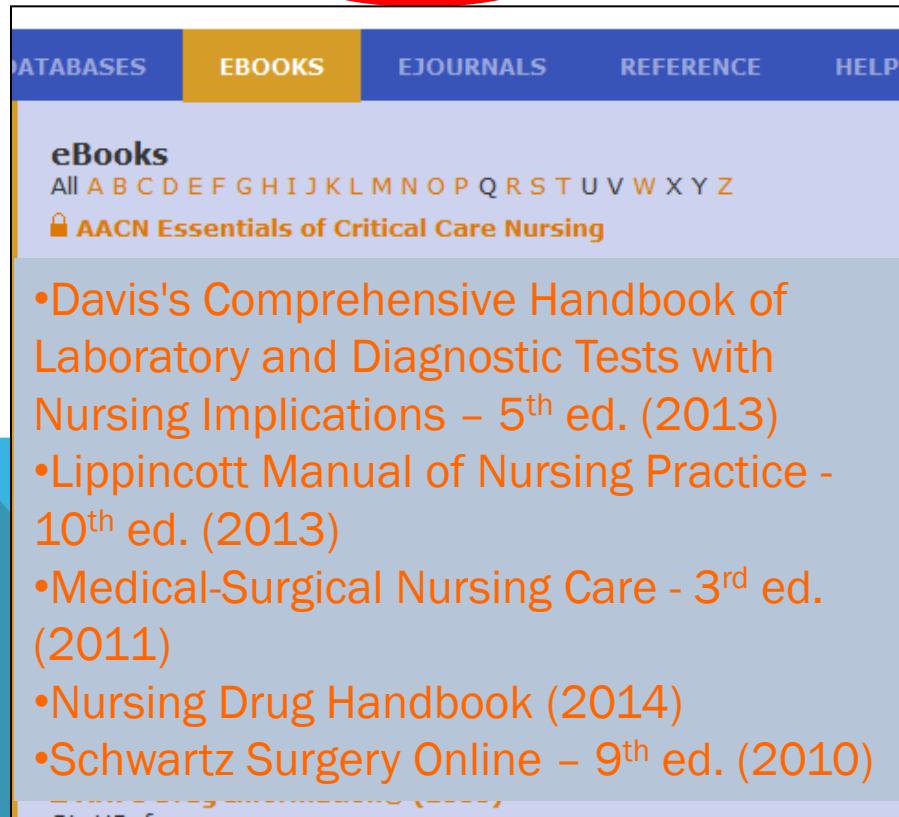 DATABASES EBOOKS EJOURNALS REFERENCE HELP
eBooks
All A B C D E F G H I J K L M N O P Q R S T U V W X Y Z
AACN Essentials of Critical Care Nursing
•Davis's Comprehensive Handbook of
Laboratory and Diagnostic Tests with
Nursing Implications – 5th ed. (2013)
•Lippincott Manual of Nursing Practice -
10th ed. (2013)
•Medical-Surgical Nursing Care - 3rd ed.
(2011)
•Nursing Drug Handbook (2014)
•Schwartz Surgery Online – 9th ed. (2010)